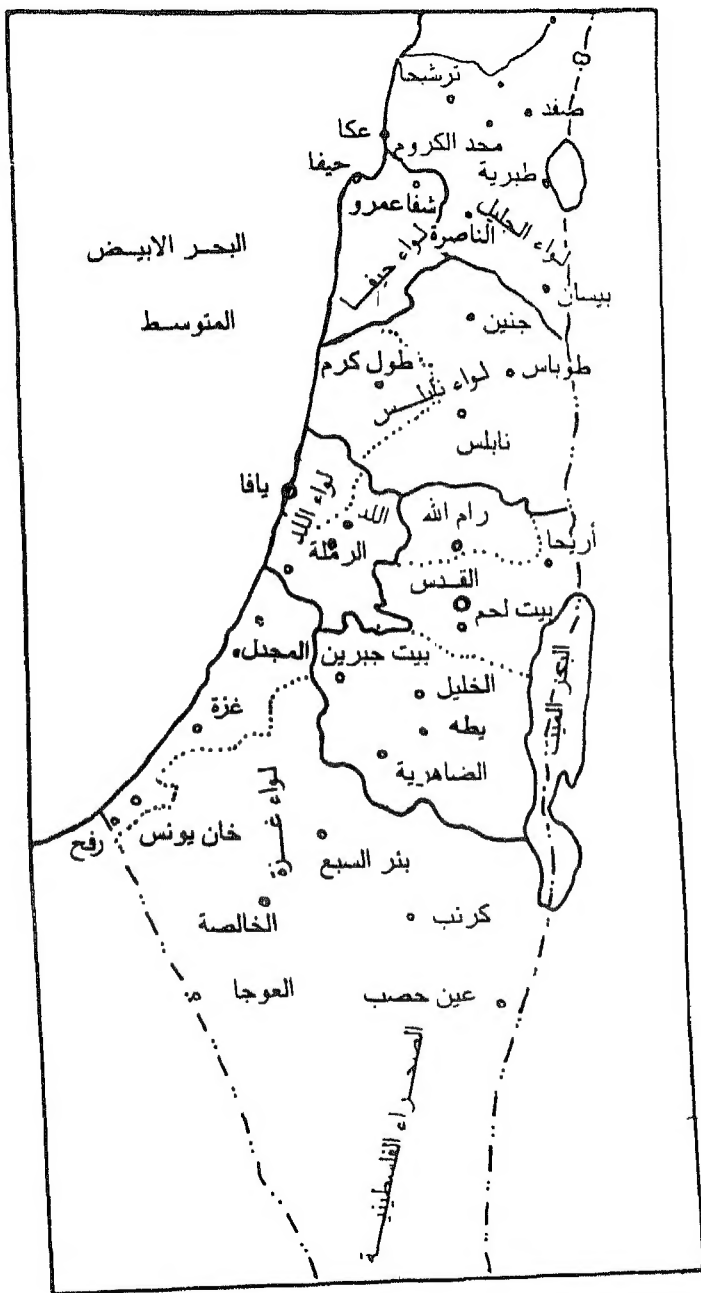 ترشيحا
صفد
عكا
مجد الكروم
حيفا
طبرية
شفاعمرو
الناصرة
لواء الجليل
لواء حيفا
البحر الابيض
المتوسط
بيسان
جنين
طول كرم
لواء نابلس
طوباس
نابلس
يافا
لواء اللد
اللد
الرملة
رام الله
أريحا
القدس
بيت لحم
بيت جبرين
المجدل
البحر الميت
الخليل
غزة
يطه
الضاهرية
لواء غزة
خان يونس
رفح
بئر السبع
الخالصة
كرنب
العوجا
عين حصب
الصحراء الفلسطينية